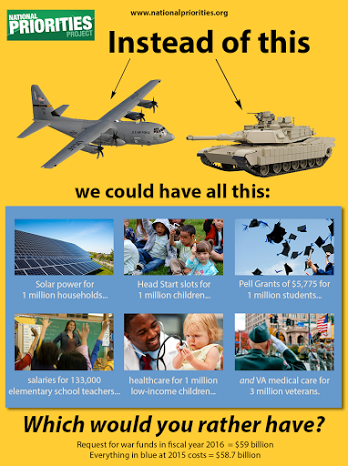 www.nationalpriorities.org
NATIONAL
PRIORITIES
PROJECT
Instead of this
we could have all this:
Solar power for
1 million households...
Head Start slots for
1 million children...
Pell Grants of $5,775 for
1 million students...
salaries for 133,000
elementary school teachers...
healthcare for 1 million
low-income children...
and VA medical care for
3 million veterans.
Which would you rather have?
Request for war funds in fiscal year 2016 = $59 billion
Everything in blue at 2015 costs = $58.7 billion